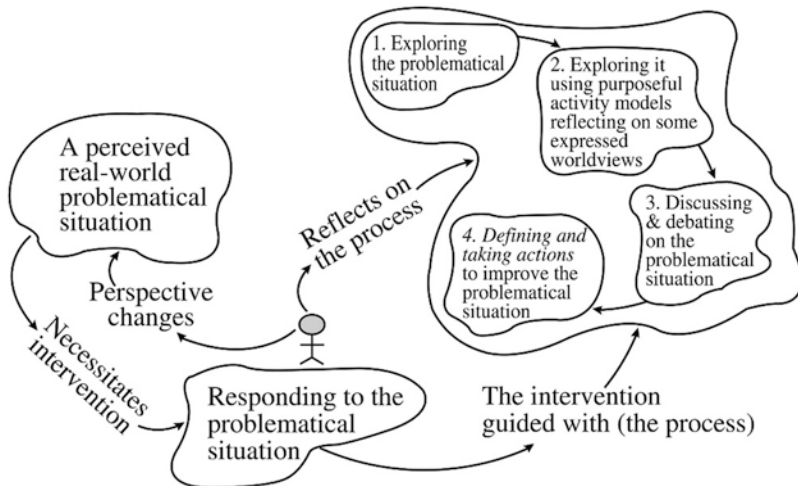 1. Exploring
the problematical
situation
2. Exploring it
using purposeful
activity models
reflecting on some
expressed
worldviews
3. Discussing
& debating
on the
problematical
situation
4. Defining and
taking actions
to improve the
problematical
situation
A perceived
real-world
problematical
situation
Reflects on
the process
Perspective
changes
Necessitates
intervention
Responding to the
problematical
situation
The intervention
guided with (the process)